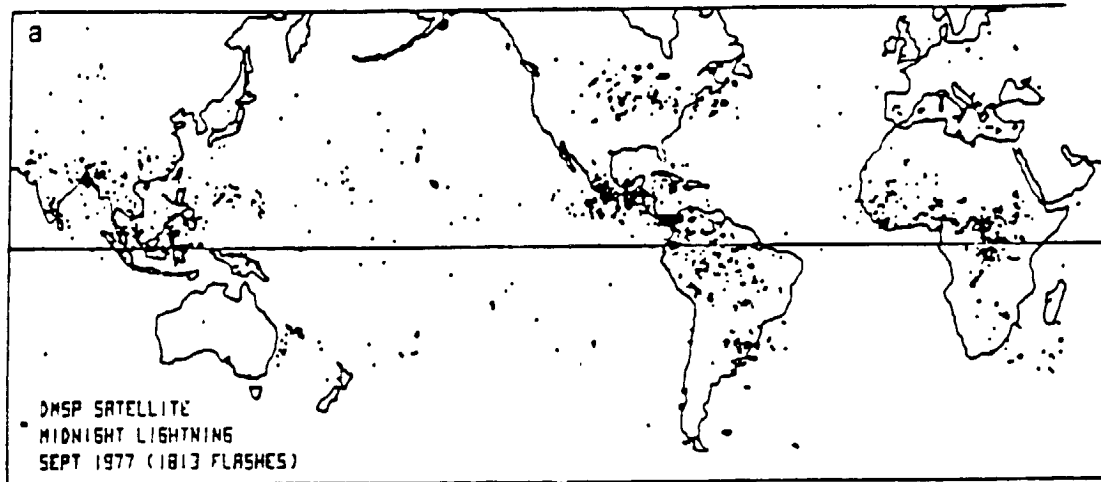 a
DMSP SATELLITE
MIDNIGHT LIGHTNING
SEPT 1977 (1813 FLASHES)